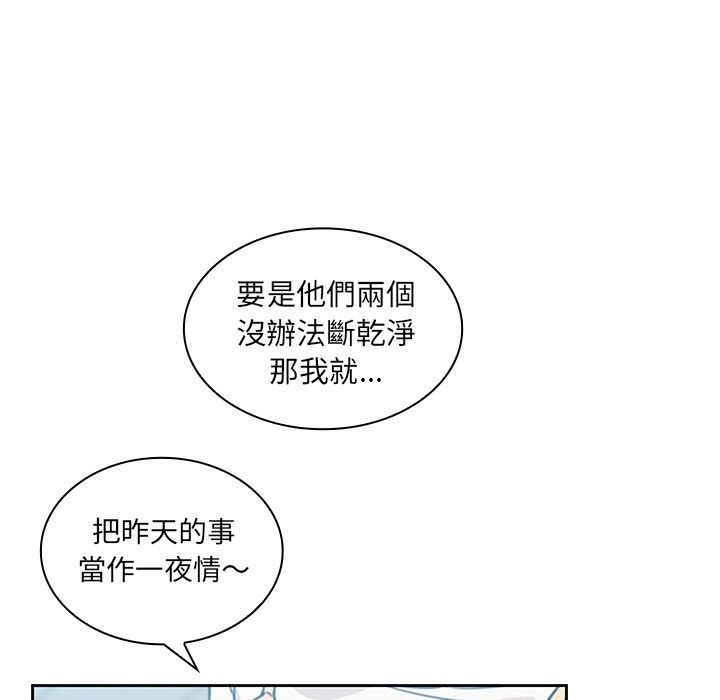 要是他們兩個
沒辦法斷乾淨
那我就...
把昨天的事
當作一夜情～